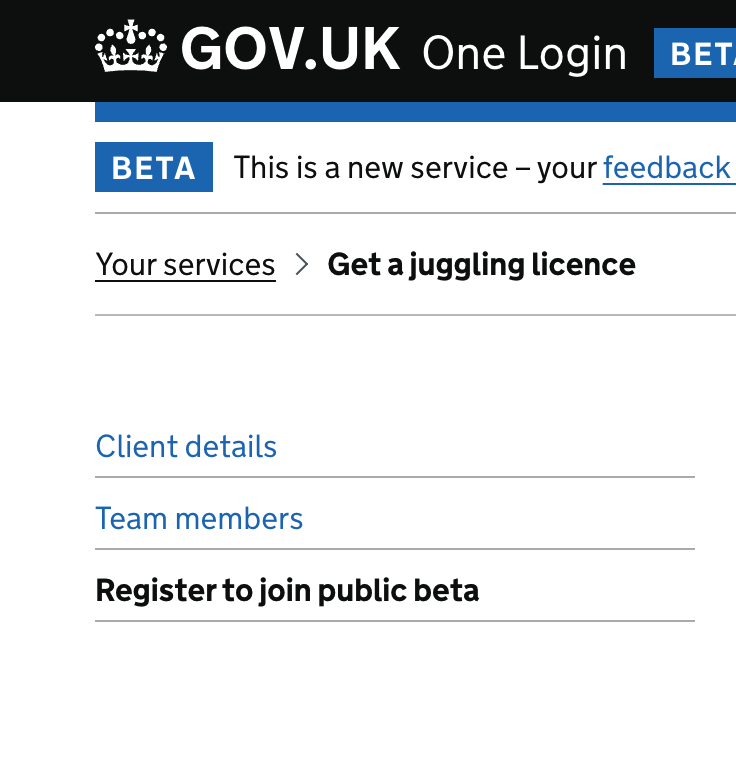 GOV.UK One Login
BETA This is a new service – your feedback
Your services > Get a juggling licence
Client details
Team members
Register to join public beta